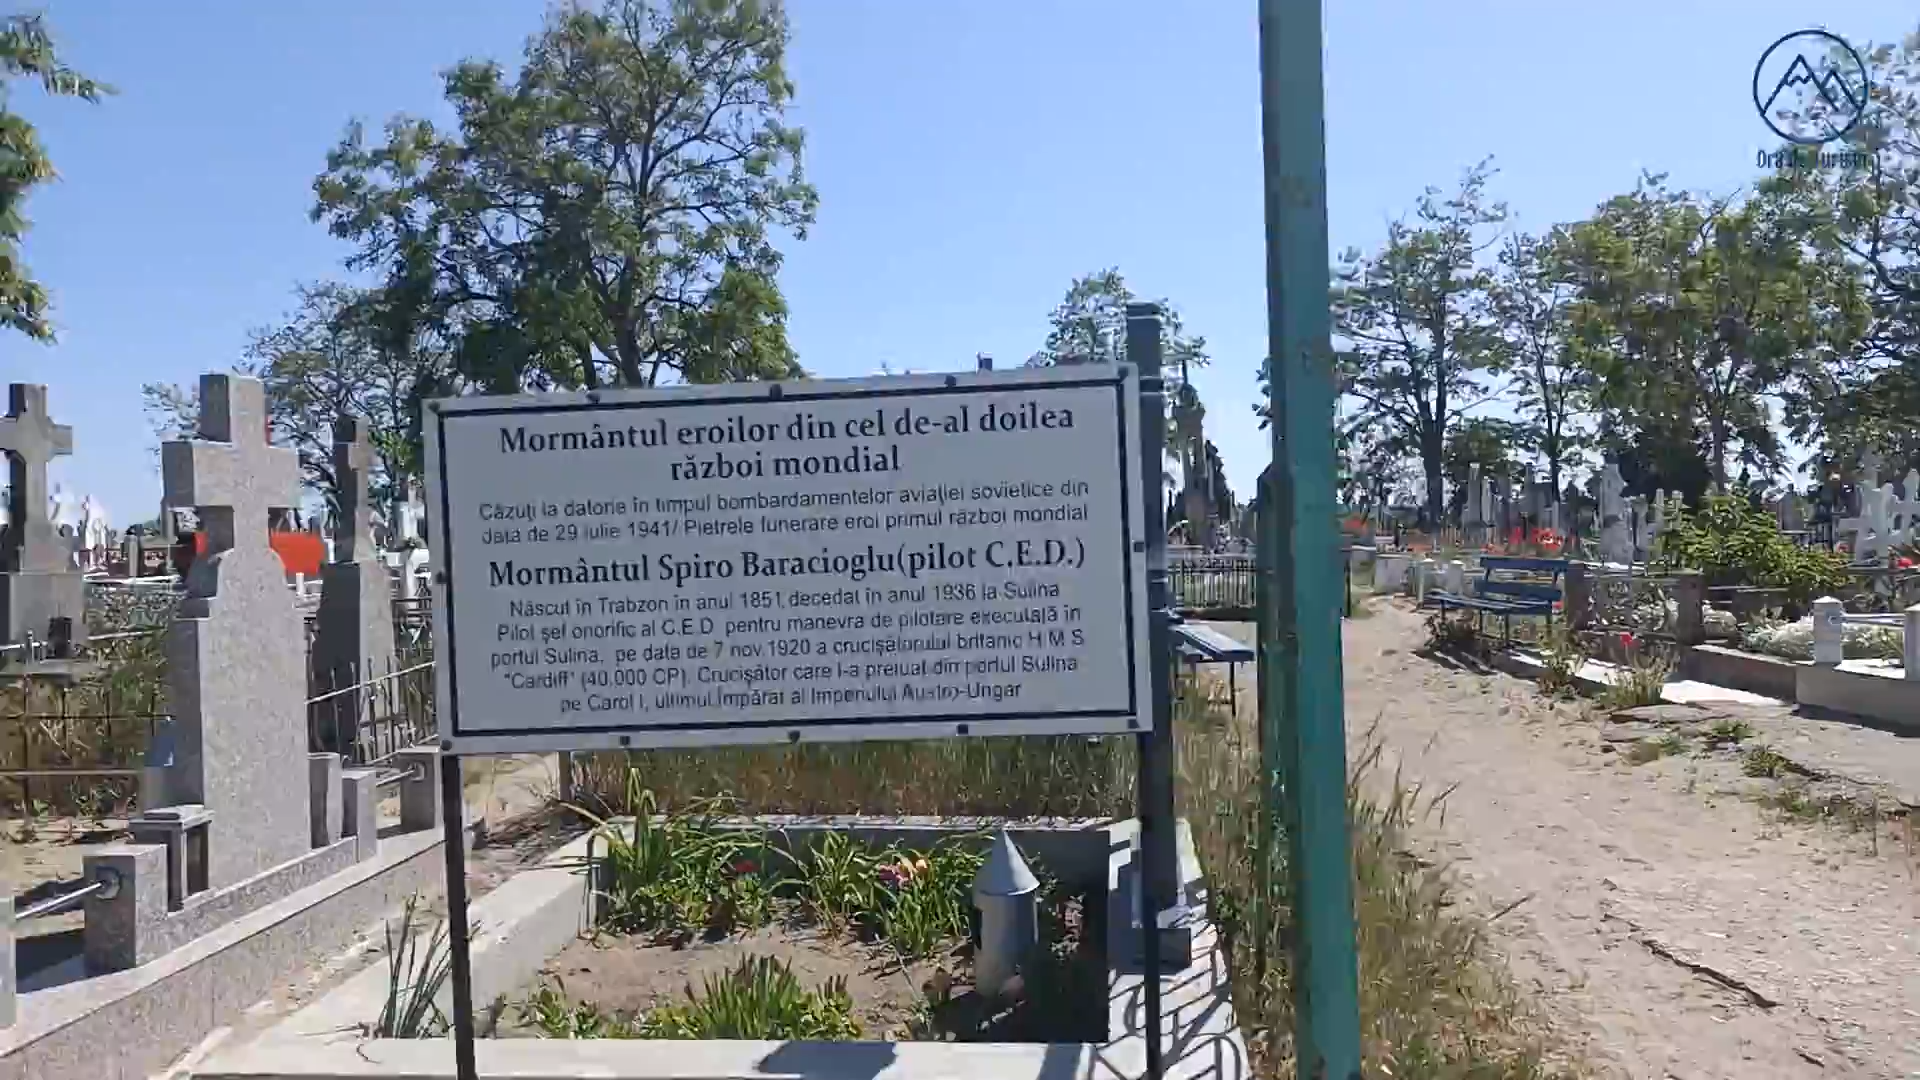 Mormântul eroilor din cel de-al doilea
război mondial
Căzuți la datorie în timpul bombardamentelor aviației sovietice din
data de 29 iulie 1941/ Pietrele funerare eroi primul război mondial
Mormântul Spiro Baracioglu(pilot C.E.D.)
Născut în Trabzon în anul 1851, decedat în anul 1936 la Sulina
Pilot șef onorific al C.E.D. pentru manevra de pilotare executată în
portul Sulina, pe data de 7 nov.1920 a crucișătorului britanic H M S
"Cardiff" (40.000 CP). Crucișător care l-a preluat din portul Sulina
pe Carol I, ultimul Împărat al Imperiului Austro-Ungar